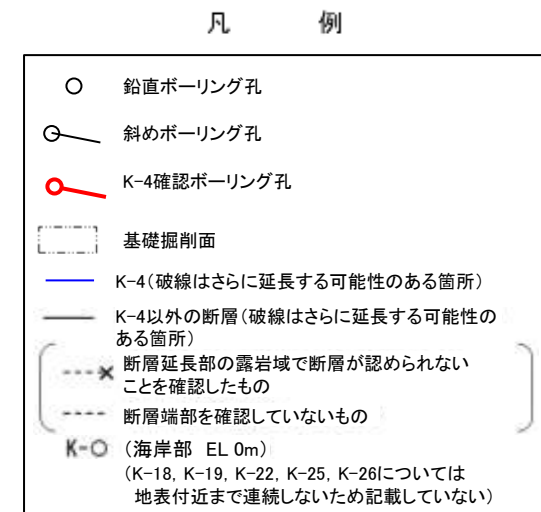 凡 例
鉛直ボーリング孔
斜めボーリング孔
K-4確認ボーリング孔
基礎掘削面
K-4(破線はさらに延長する可能性のある箇所)
K-4以外の断層(破線はさらに延長する可能性の
ある箇所)
断層延長部の露岩域で断層が認められない
ことを確認したもの
断層端部を確認していないもの
K-○ (海岸部 EL 0m)
(K-18, K-19, K-22, K-25, K-26については
地表付近まで連続しないため記載していない)